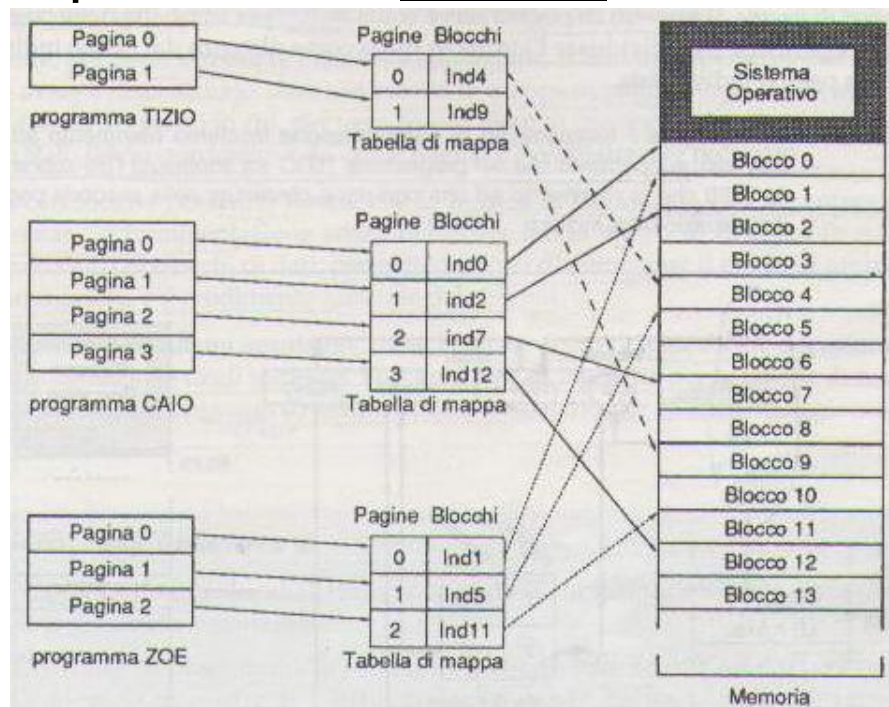 Pagina 0
Pagina 1
programma TIZIO
Pagine Blocchi
0 Ind4
1 Ind9
Tabella di mappa
Pagina 0
Pagina 1
Pagina 2
Pagina 3
programma CAIO
Pagine Blocchi
0 Ind0
1 ind2
2 ind7
3 Ind12
Tabella di mappa
Pagina 0
Pagina 1
Pagina 2
programma ZOE
Pagine Blocchi
0 Ind1
1 Ind5
2 Ind11
Tabella di mappa
Sistema
Operativo
Blocco 0
Blocco 1
Blocco 2
Blocco 3
Blocco 4
Blocco 5
Blocco 6
Blocco 7
Blocco 8
Blocco 9
Blocco 10
Blocco 11
Blocco 12
Blocco 13
Memoria